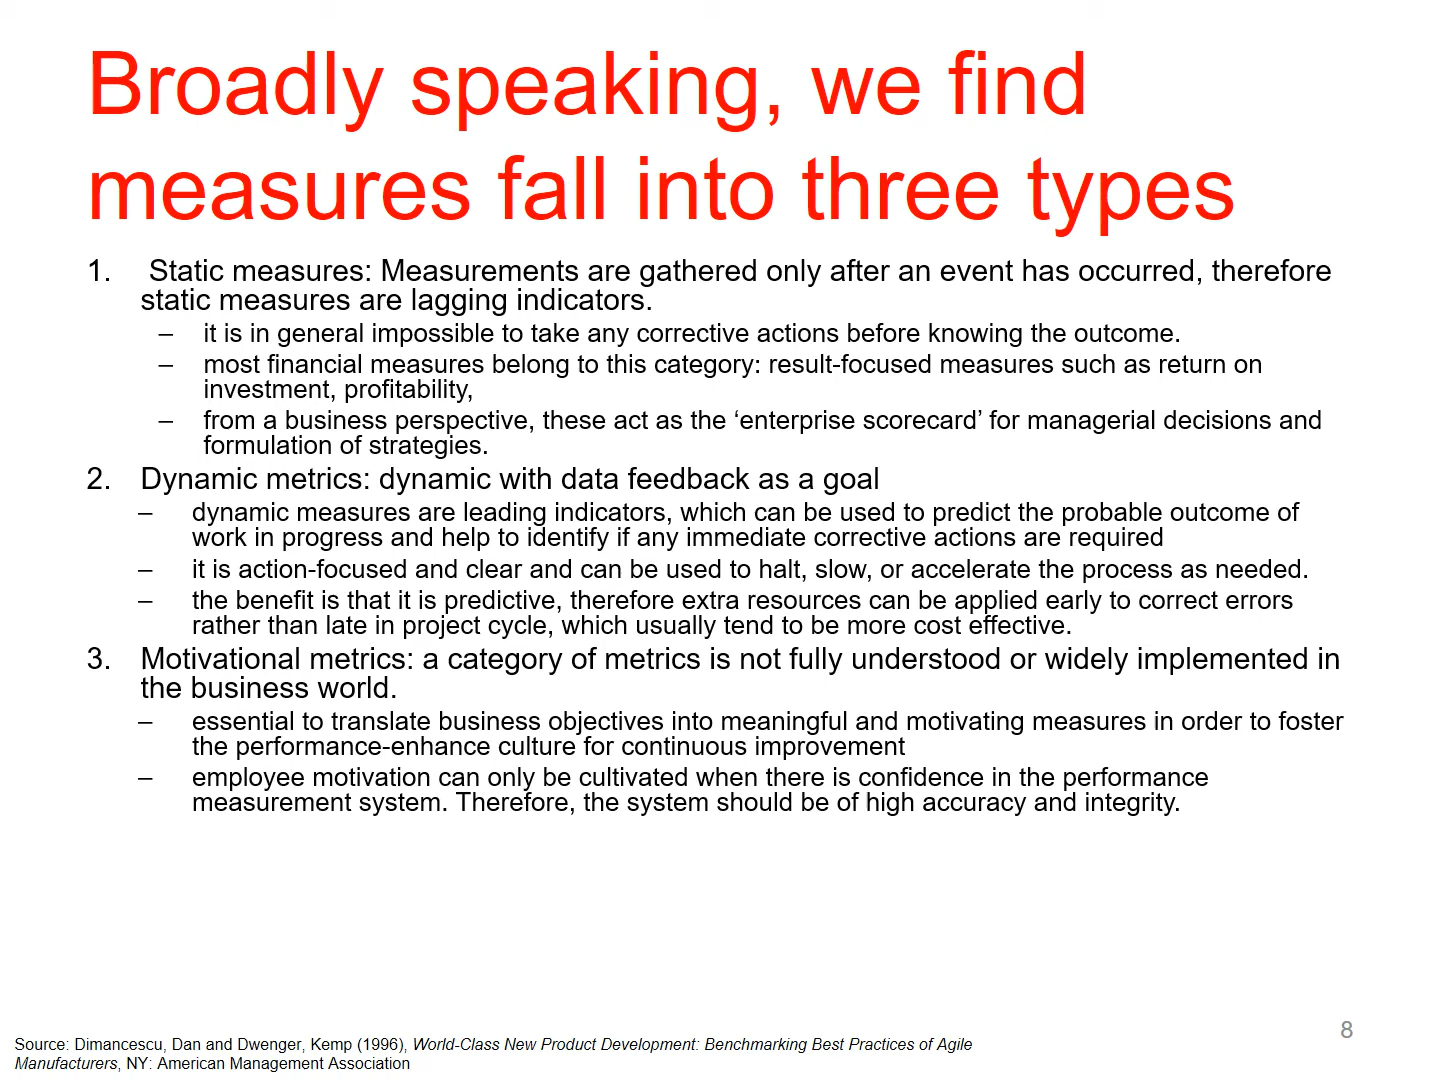 Broadly speaking, we find
measures fall into three types
1. Static measures: Measurements are gathered only after an event has occurred, therefore
static measures are lagging indicators.
– it is in general impossible to take any corrective actions before knowing the outcome.
– most financial measures belong to this category: result-focused measures such as return on
investment, profitability,
– from a business perspective, these act as the ‘enterprise scorecard’ for managerial decisions and
formulation of strategies.
2. Dynamic metrics: dynamic with data feedback as a goal
– dynamic measures are leading indicators, which can be used to predict the probable outcome of
work in progress and help to identify if any immediate corrective actions are required
– it is action-focused and clear and can be used to halt, slow, or accelerate the process as needed.
– the benefit is that it is predictive, therefore extra resources can be applied early to correct errors
rather than late in project cycle, which usually tend to be more cost effective.
3. Motivational metrics: a category of metrics is not fully understood or widely implemented in
the business world.
– essential to translate business objectives into meaningful and motivating measures in order to foster
the performance-enhance culture for continuous improvement
– employee motivation can only be cultivated when there is confidence in the performance
measurement system. Therefore, the system should be of high accuracy and integrity.
8
Source: Dimancescu, Dan and Dwenger, Kemp (1996), World-Class New Product Development: Benchmarking Best Practices of Agile
Manufacturers, NY: American Management Association